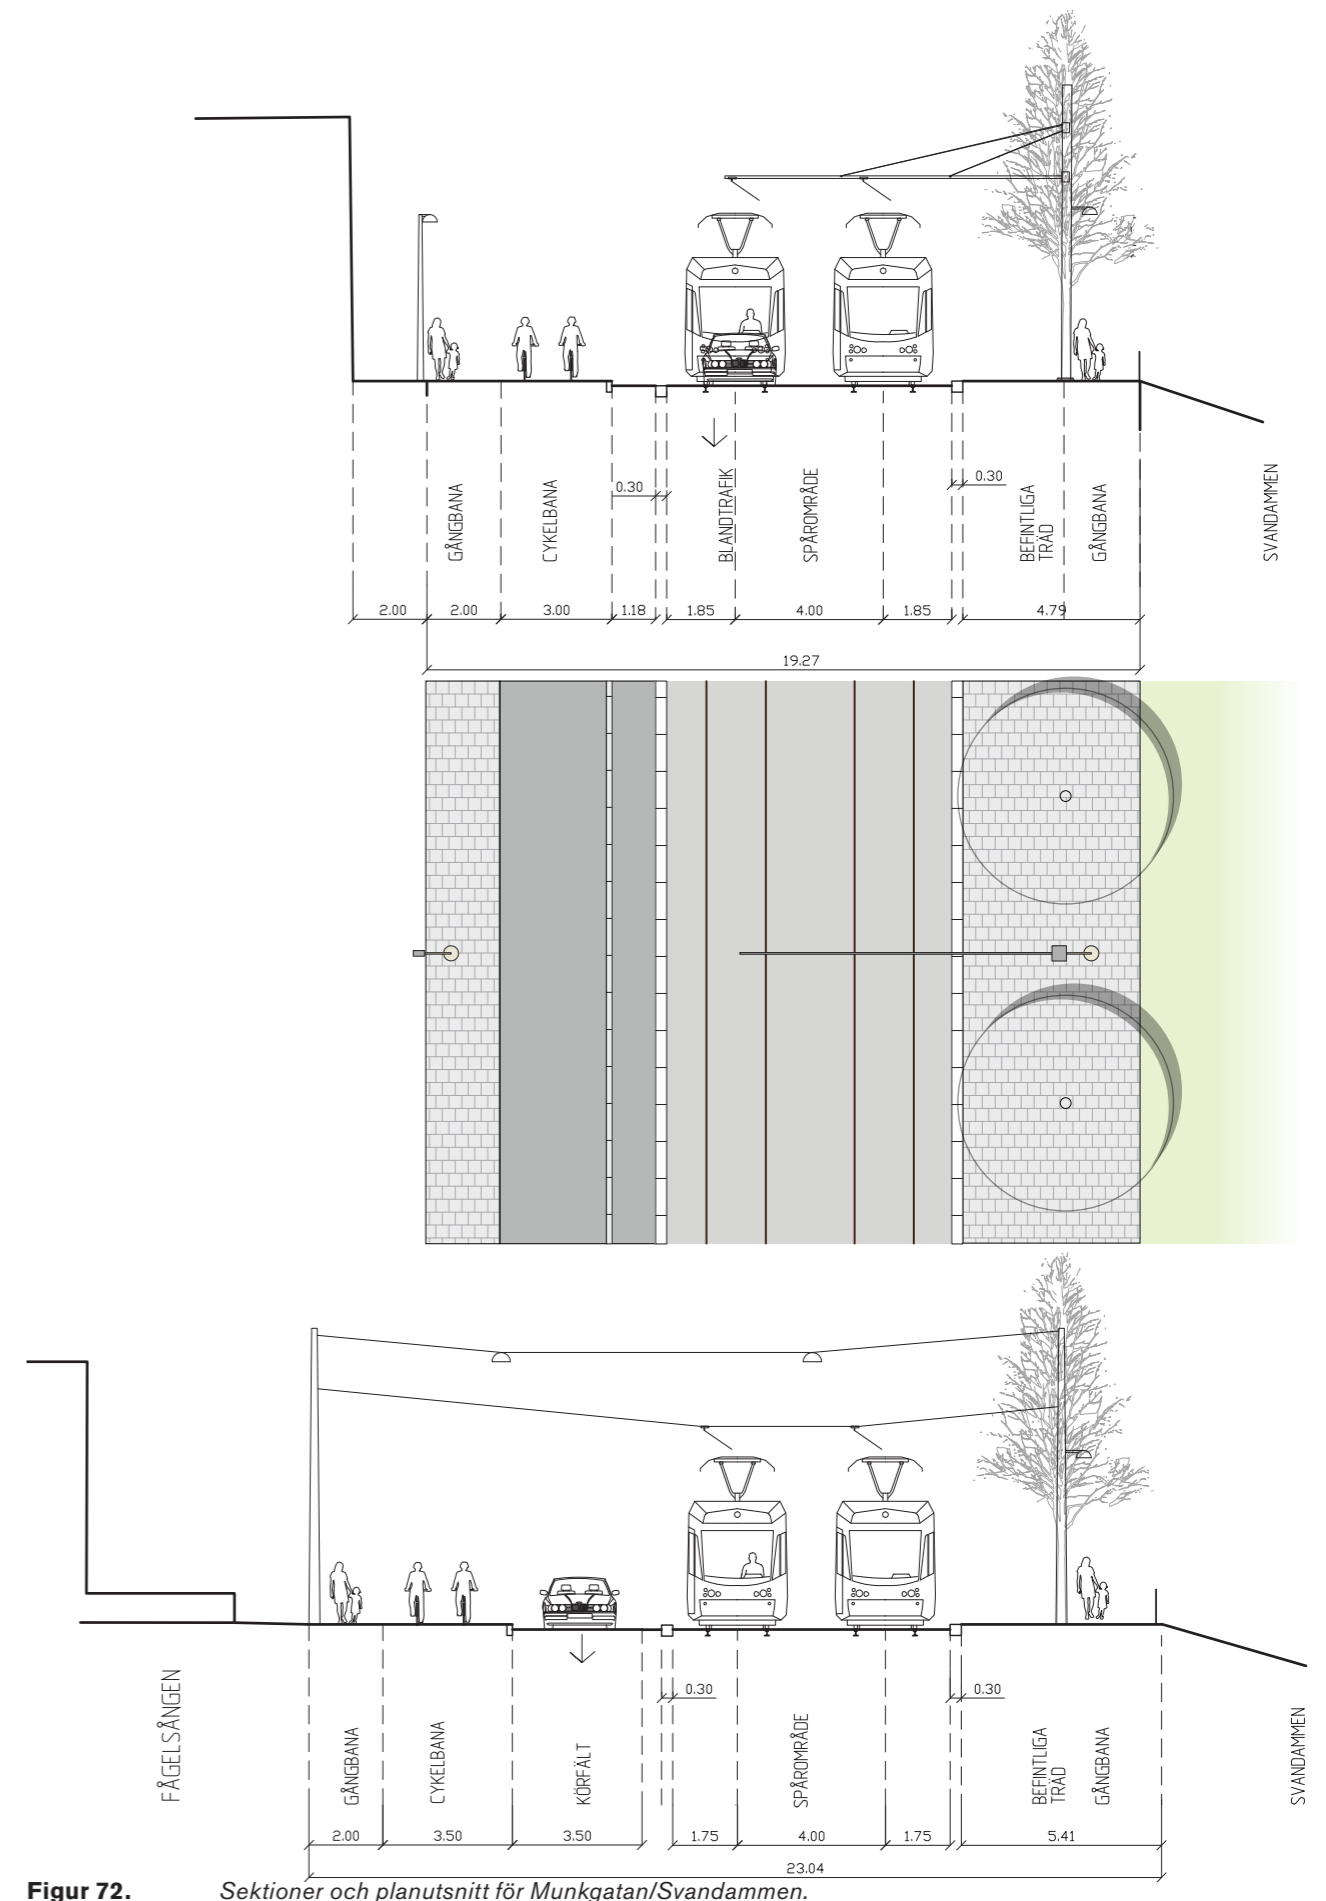 0.30
0.30
GÅNGBANA
CYKELBANA
BLANDTRAFIK
SPÅROMRÅDE
BEFINTLIGA
TRÄD
GÅNGBANA
SVANDAMMEN
2.00
2.00
3.00
1.18
1.85
4.00
1.85
4.79
19.27
0.30
0.30
FÅGELSÅNGEN
GÅNGBANA
CYKELBANA
KÖRFÄLT
SPÅROMRÅDE
BEFINTLIGA
TRÄD
GÅNGBANA
SVANDAMMEN
2.00
3.50
3.50
1.75
4.00
1.75
5.41
23.04
Figur 72. Sektioner och planutsnitt för Munkgatan/Svandammen.